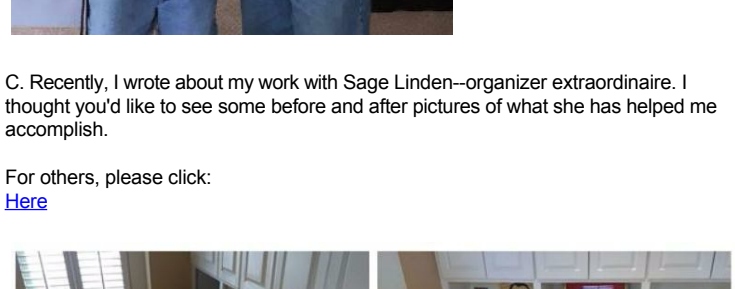 C. Recently, I wrote about my work with Sage Linden--organizer extraordinaire. I
thought you'd like to see some before and after pictures of what she has helped me
accomplish.
For others, please click:
Here